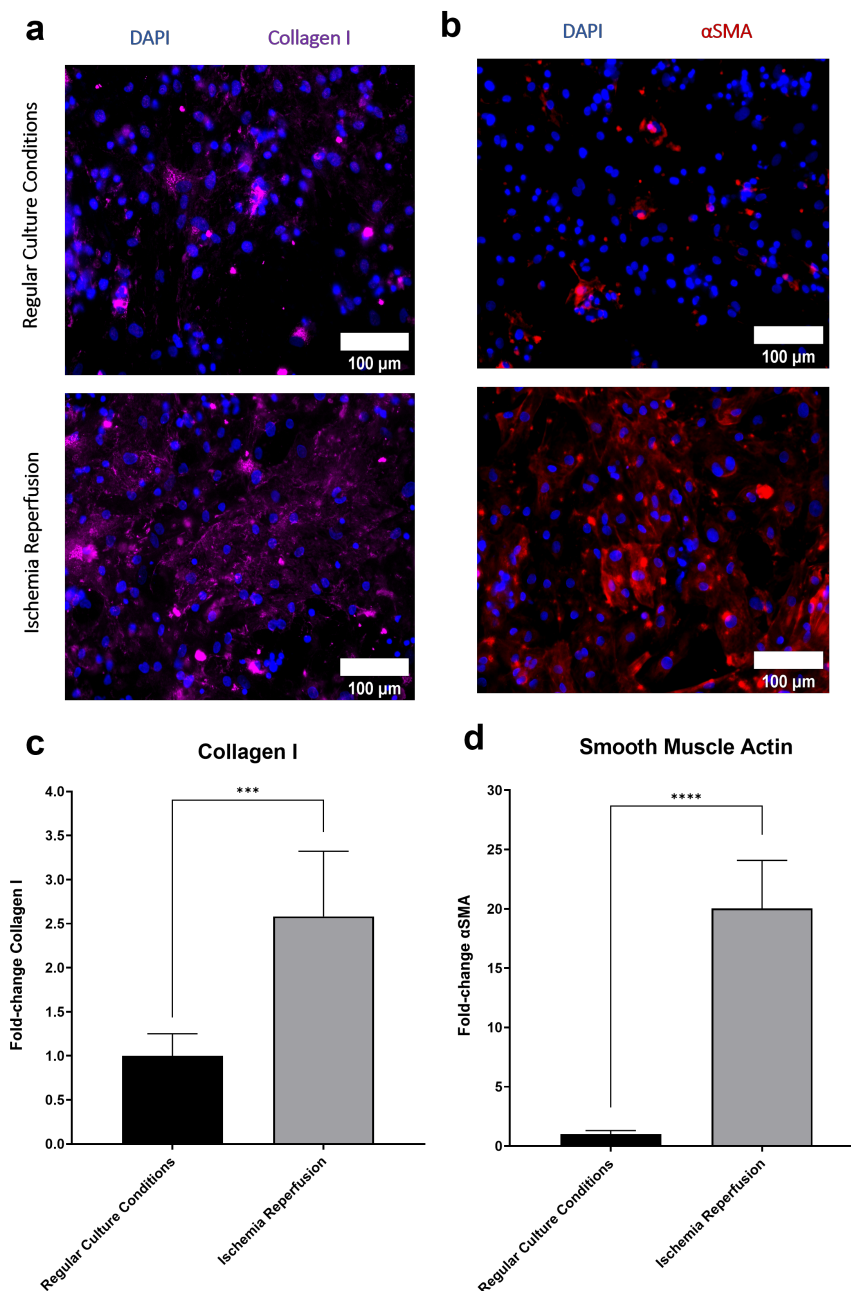 a
DAPI
Collagen I
b
DAPI
αSMA
Regular Culture Conditions
100 µm
100 µm
Ischemia Reperfusion
100 µm
100 µm
c
Collagen I
***
4.0
3.5
3.0
2.5
2.0
1.5
1.0
0.5
0.0
Fold-change Collagen I
Regular Culture Conditions
Ischemia Reperfusion
d
Smooth Muscle Actin
****
30
25
20
15
10
5
0
Fold-change αSMA
Regular Culture Conditions
Ischemia Reperfusion